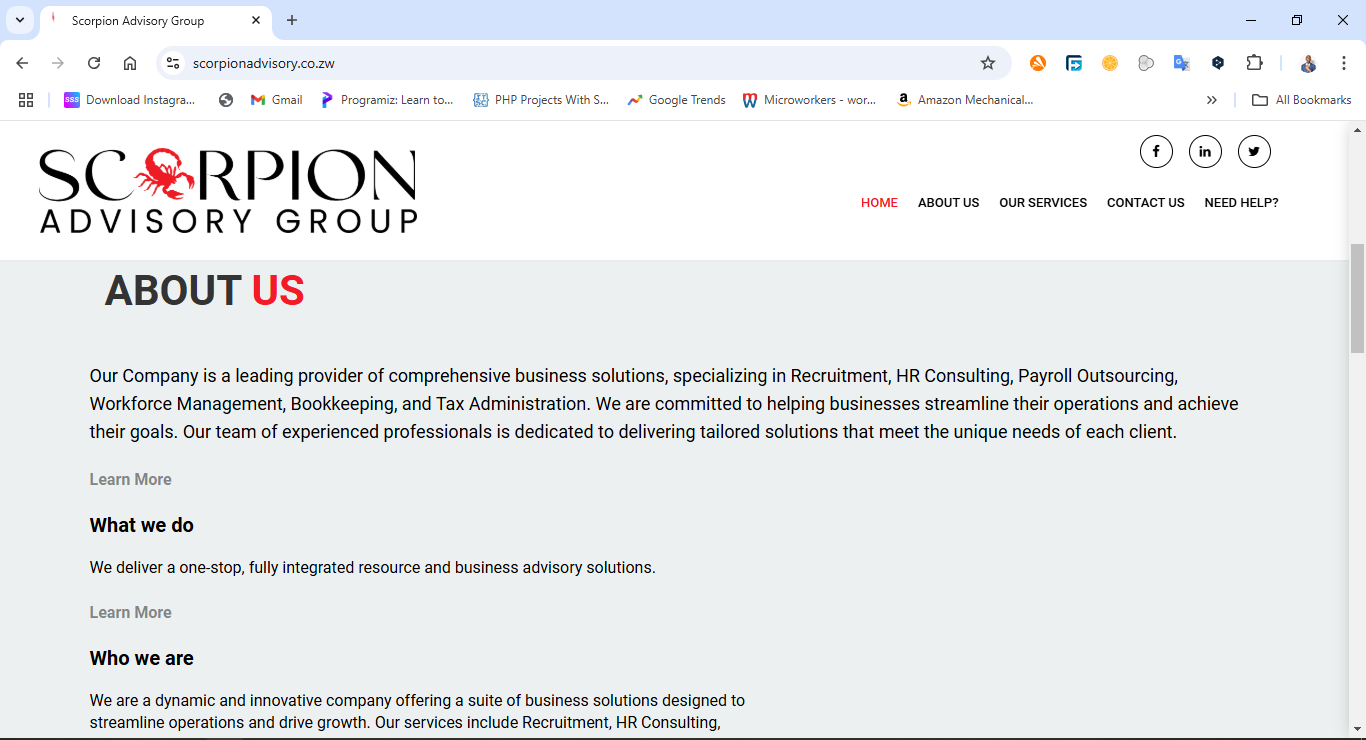 Scorpion Advisory Group
scorpionadvisory.co.zw
SSS Download Instagra... Gmail Programiz: Learn to... PHP Projects With S... Google Trends Microworkers - wor... Amazon Mechanical... All Bookmarks
SCORPION
ADVISORY GROUP
HOME ABOUT US OUR SERVICES CONTACT US NEED HELP?
ABOUT US
Our Company is a leading provider of comprehensive business solutions, specializing in Recruitment, HR Consulting, Payroll Outsourcing,
Workforce Management, Bookkeeping, and Tax Administration. We are committed to helping businesses streamline their operations and achieve
their goals. Our team of experienced professionals is dedicated to delivering tailored solutions that meet the unique needs of each client.
Learn More
What we do
We deliver a one-stop, fully integrated resource and business advisory solutions.
Learn More
Who we are
We are a dynamic and innovative company offering a suite of business solutions designed to
streamline operations and drive growth. Our services include Recruitment, HR Consulting,